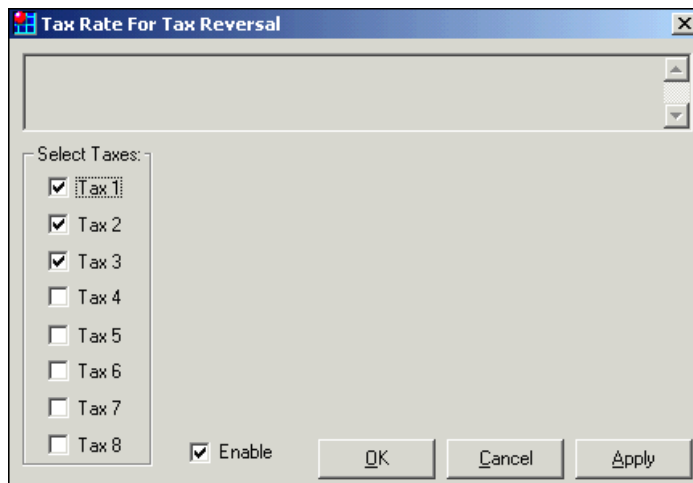 Tax Rate For Tax Reversal
Select Taxes:
Tax 1
Tax 2
Tax 3
Tax 4
Tax 5
Tax 6
Tax 7
Tax 8
Enable
OK
Cancel
Apply